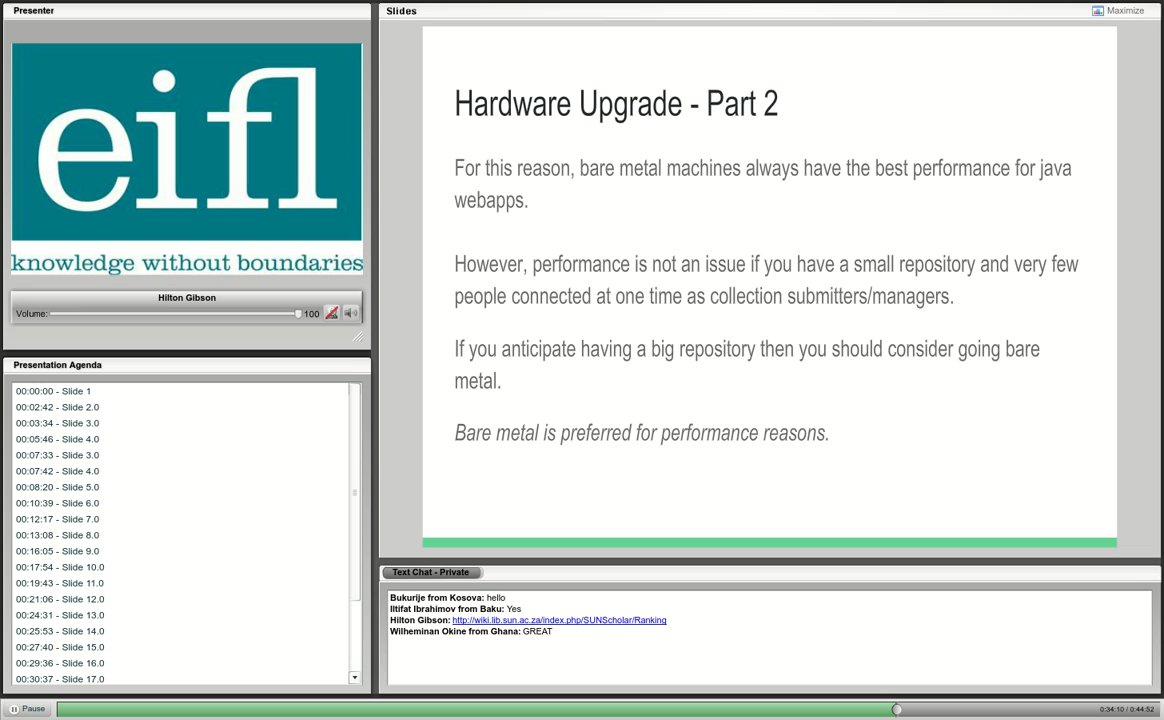 Presenter
eifl
knowledge without boundaries
Hilton Gibson
Volume: 100
Presentation Agenda
00:00:00 - Slide 1
00:02:42 - Slide 2.0
00:03:34 - Slide 3.0
00:05:46 - Slide 4.0
00:07:33 - Slide 3.0
00:07:42 - Slide 4.0
00:08:20 - Slide 5.0
00:10:39 - Slide 6.0
00:12:17 - Slide 7.0
00:13:08 - Slide 8.0
00:16:05 - Slide 9.0
00:17:54 - Slide 10.0
00:19:43 - Slide 11.0
00:21:06 - Slide 12.0
00:24:31 - Slide 13.0
00:25:53 - Slide 14.0
00:27:40 - Slide 15.0
00:29:36 - Slide 16.0
00:30:37 - Slide 17.0
Slides
Maximize
Hardware Upgrade - Part 2
For this reason, bare metal machines always have the best performance for java
webapps.
However, performance is not an issue if you have a small repository and very few
people connected at one time as collection submitters/managers.
If you anticipate having a big repository then you should consider going bare
metal.
Bare metal is preferred for performance reasons.
Text Chat - Private
Bukurije from Kosova: hello
Iltifat Ibrahimov from Baku: Yes
Hilton Gibson: http://wiki.lib.sun.ac.za/index.php/SUNScholar/Ranking
Wilheminan Okine from Ghana: GREAT
Pause
0:34:10 / 0:44:52